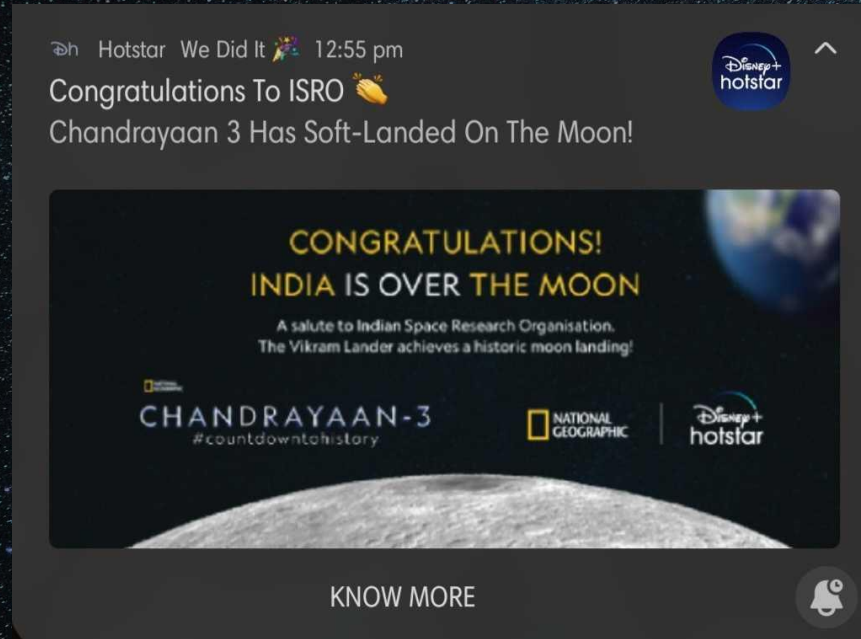 Hotstar We Did It 🎉 12:55 pm
Congratulations To ISRO 👏
Chandrayaan 3 Has Soft-Landed On The Moon!
Disney+
hotstar
CONGRATULATIONS!
INDIA IS OVER THE MOON
A salute to Indian Space Research Organisation.
The Vikram Lander achieves a historic moon landing!
NATIONAL
GEOGRAPHIC
CHANDRAYAAN-3
#countdowntohistory
NATIONAL
GEOGRAPHIC
Disney+
hotstar
KNOW MORE